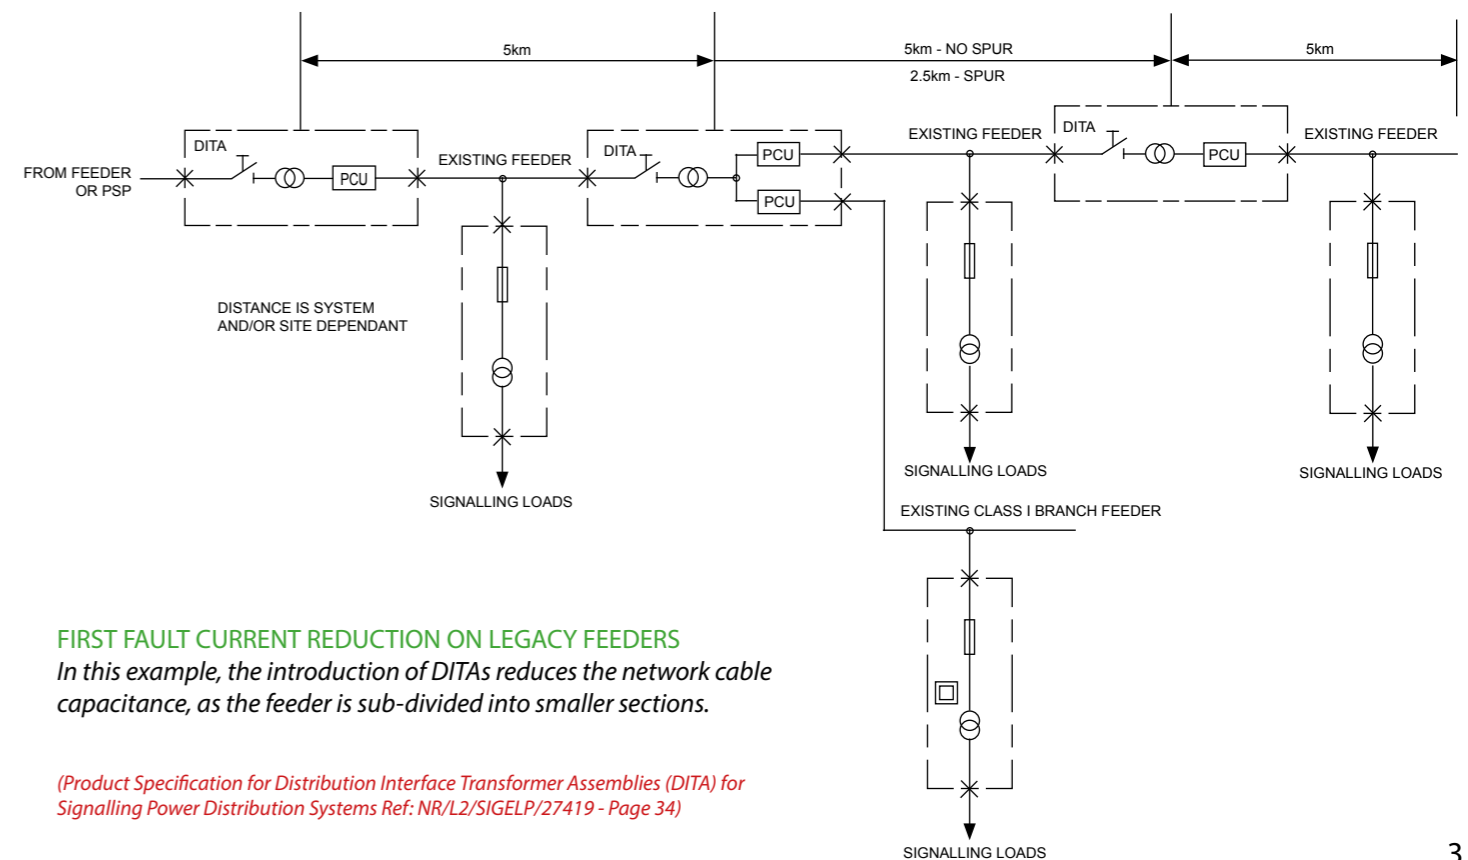 5km
5km - NO SPUR
2.5km - SPUR
5km
DITA
DITA
DITA
FROM FEEDER
OR PSP
PCU
EXISTING FEEDER
PCU
PCU
EXISTING FEEDER
PCU
EXISTING FEEDER
DISTANCE IS SYSTEM
AND/OR SITE DEPENDANT
SIGNALLING LOADS
SIGNALLING LOADS
SIGNALLING LOADS
EXISTING CLASS I BRANCH FEEDER
SIGNALLING LOADS
FIRST FAULT CURRENT REDUCTION ON LEGACY FEEDERS
In this example, the introduction of DITAs reduces the network cable
capacitance, as the feeder is sub-divided into smaller sections.
(Product Specification for Distribution Interface Transformer Assemblies (DITA) for
Signalling Power Distribution Systems Ref: NR/L2/SIGELP/27419 - Page 34)
3